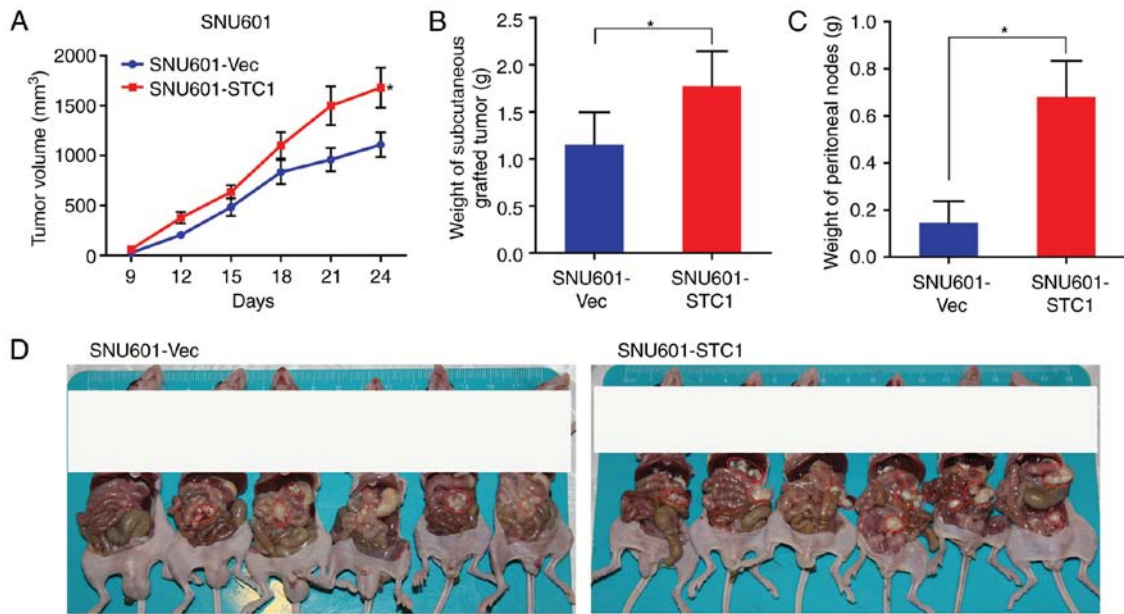 A
SNU601
Tumor volume (mm³)
2000
1500
1000
500
0
SNU601-Vec
SNU601-STC1
*
9 12 15 18 21 24
Days
B
Weight of subcutaneous
grafted tumor (g)
2.5
2.0
1.5
1.0
0.5
0.0
*
SNU601-
Vec
SNU601-
STC1
C
Weight of peritoneal nodes (g)
1.0
0.8
0.6
0.4
0.2
0.0
*
SNU601-
Vec
SNU601-
STC1
D
SNU601-Vec
SNU601-STC1